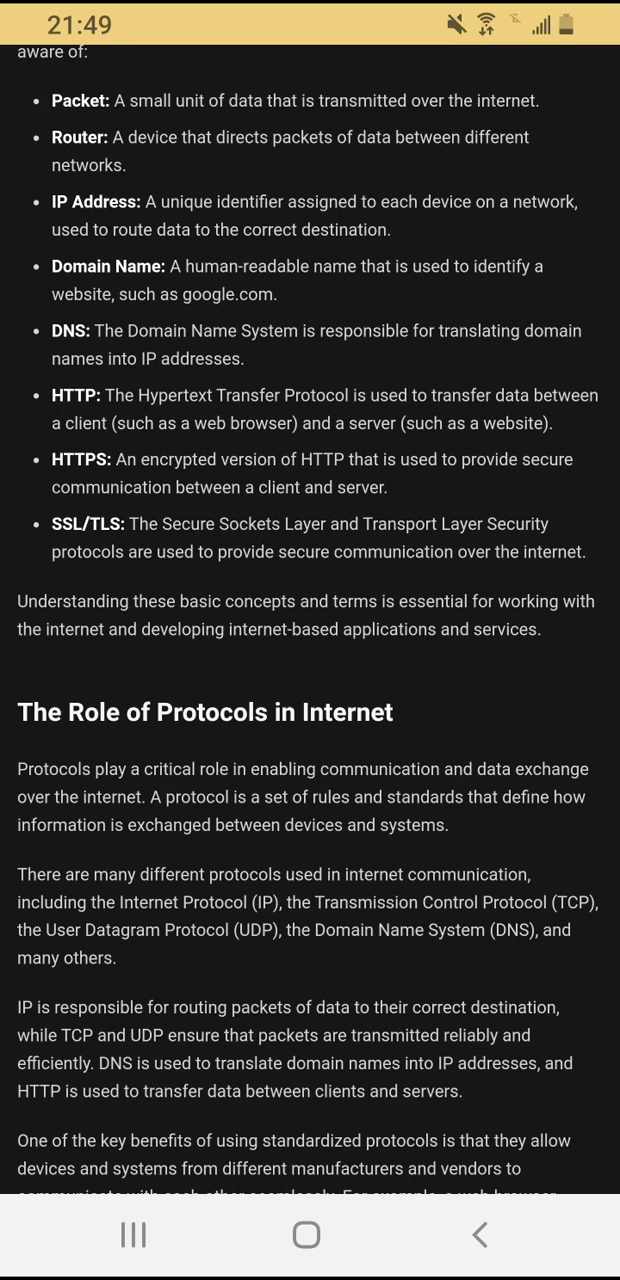 21:49
aware of:
• Packet: A small unit of data that is transmitted over the internet.
• Router: A device that directs packets of data between different
networks.
• IP Address: A unique identifier assigned to each device on a network,
used to route data to the correct destination.
• Domain Name: A human-readable name that is used to identify a
website, such as google.com.
• DNS: The Domain Name System is responsible for translating domain
names into IP addresses.
• HTTP: The Hypertext Transfer Protocol is used to transfer data between
a client (such as a web browser) and a server (such as a website).
• HTTPS: An encrypted version of HTTP that is used to provide secure
communication between a client and server.
• SSL/TLS: The Secure Sockets Layer and Transport Layer Security
protocols are used to provide secure communication over the internet.
Understanding these basic concepts and terms is essential for working with
the internet and developing internet-based applications and services.
The Role of Protocols in Internet
Protocols play a critical role in enabling communication and data exchange
over the internet. A protocol is a set of rules and standards that define how
information is exchanged between devices and systems.
There are many different protocols used in internet communication,
including the Internet Protocol (IP), the Transmission Control Protocol (TCP),
the User Datagram Protocol (UDP), the Domain Name System (DNS), and
many others.
IP is responsible for routing packets of data to their correct destination,
while TCP and UDP ensure that packets are transmitted reliably and
efficiently. DNS is used to translate domain names into IP addresses, and
HTTP is used to transfer data between clients and servers.
One of the key benefits of using standardized protocols is that they allow
devices and systems from different manufacturers and vendors to
communicate with each other seamlessly. For example, a web browser